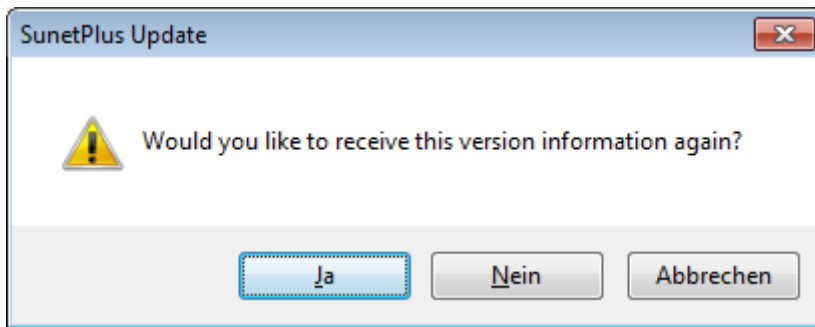 SunetPlus Update
Would you like to receive this version information again?
Ja Nein Abbrechen